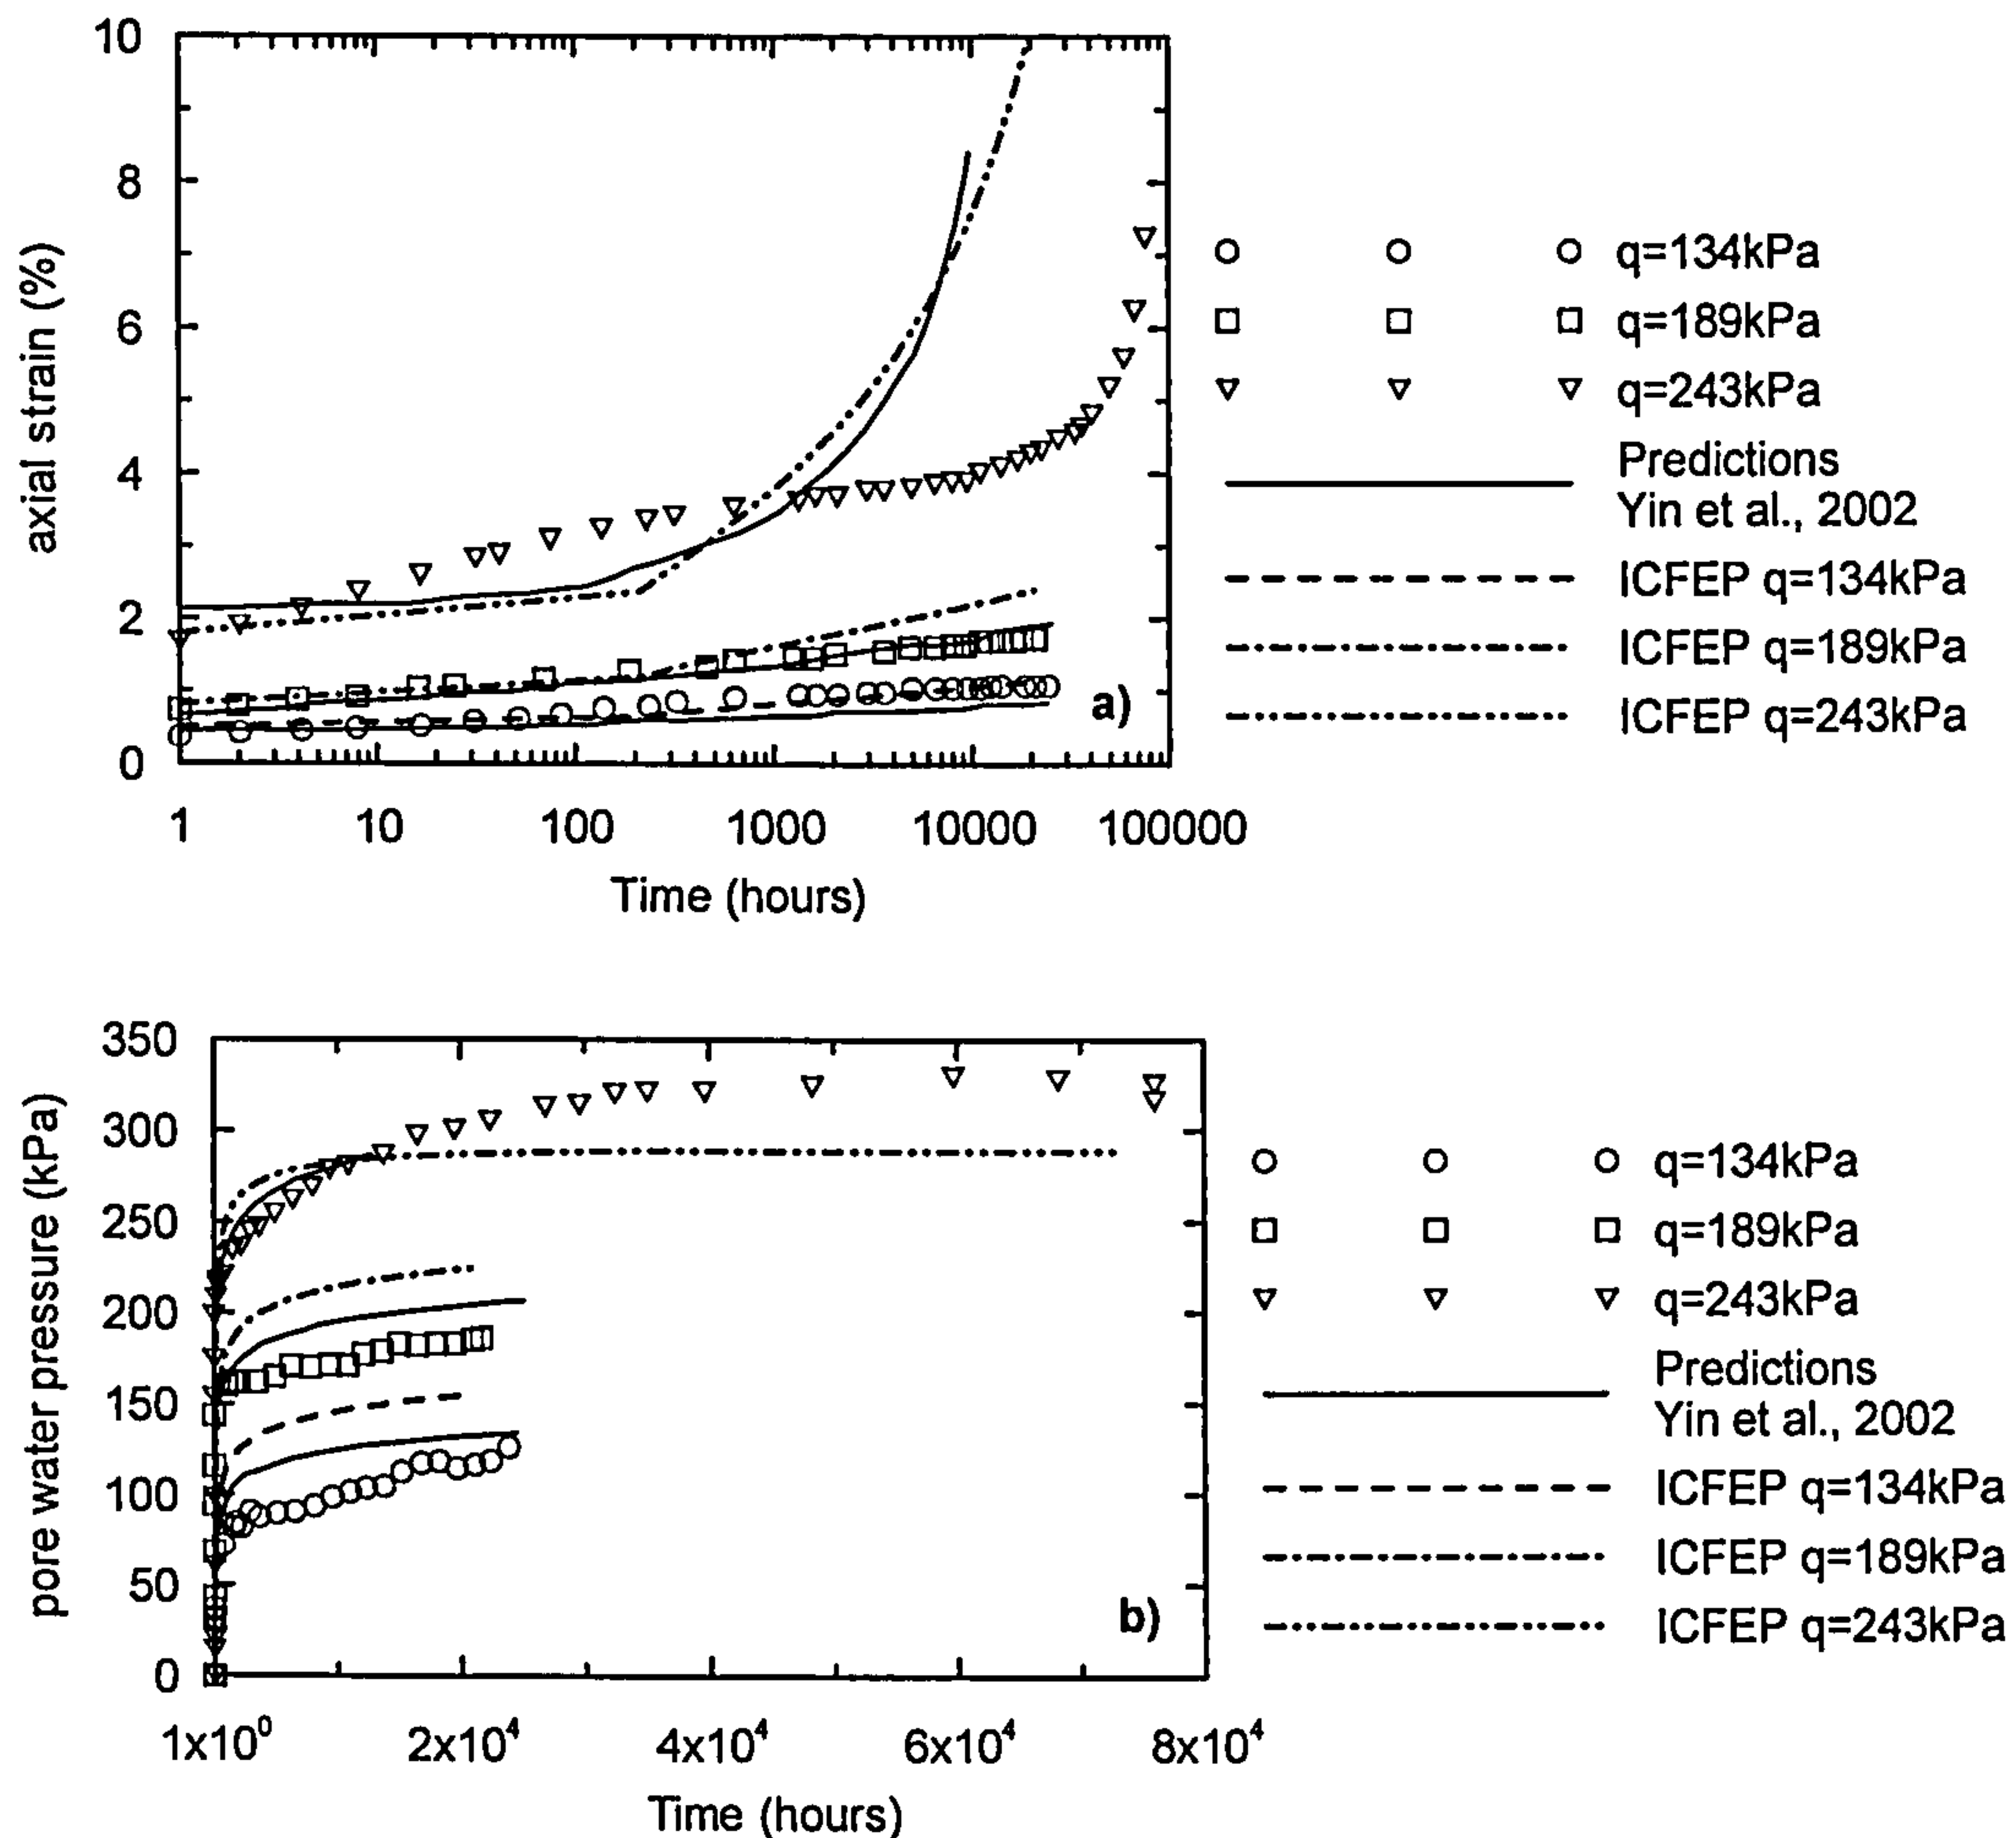 10
8
6
4
2
0
axial strain (%)
1 10 100 1000 10000 100000
Time (hours)
a)
q=134kPa
q=189kPa
q=243kPa
Predictions
Yin et al., 2002
ICFEP q=134kPa
ICFEP q=189kPa
ICFEP q=243kPa
350
300
250
200
150
100
50
0
pore water pressure (kPa)
1x10⁰ 2x10⁴ 4x10⁴ 6x10⁴ 8x10⁴
Time (hours)
b)
q=134kPa
q=189kPa
q=243kPa
Predictions
Yin et al., 2002
ICFEP q=134kPa
ICFEP q=189kPa
ICFEP q=243kPa